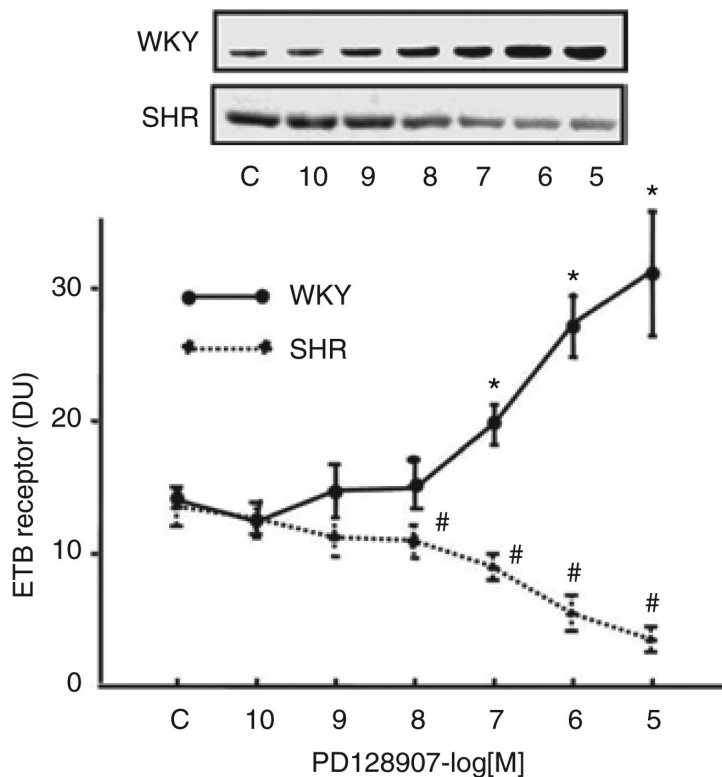 WKY
SHR
C 10 9 8 7 6 5
*
*
*
30
WKY
SHR
20
#
#
#
#
10
0
ETB receptor (DU)
C 10 9 8 7 6 5
PD128907-log[M]